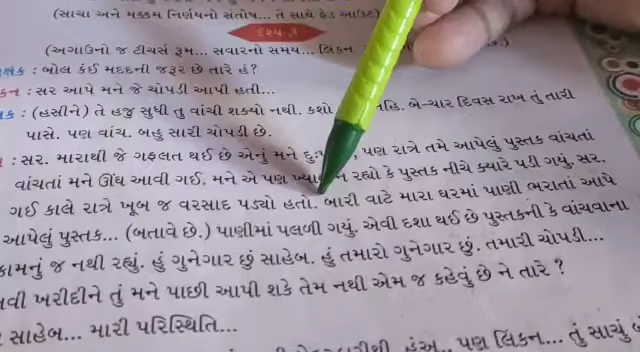 (સાચા અને મક્કમ નિર્ણયનો સંતોષ... તે સાથે ફેડ આઉટ)
દૃશ્ય
(અગાઉનો જ ટીચર્સ રૂમ... સવારનો સમય... લિંકન
: બોલ કંઈ મદદની જરૂર છે તારે હં?
: સર આપે મને જે ચોપડી આપી હતી...
: (હસીને) તે હજુ સુધી તુ વાંચી શક્યો નથી. કશો નહિ. બે-ચાર દિવસ રાખ તું તારી
પાસે. પણ વાંચ. બહુ સારી ચોપડી છે.
: સર. મારાથી જે ગફલત થઈ છે એનું મને પણ રાત્રે તમે આપેલું પુસ્તક વાંચતા
વાંચતાં મને ઊંઘ આવી ગઈ. મને એ પણ ન રહ્યો કે પુસ્તક નીચે ક્યારે પડી ગયું. સર.
ગઈ કાલે રાત્રે ખૂબ જ વરસાદ પડ્યો હતો. બારી વાટે મારા ઘરમાં પાણી ભરાતાં આપે
આપેલું પુસ્તક... (બતાવે છે.) પાણીમાં પલળી ગયું. એવી દશા થઈ છે પુસ્તકની કે વાંચવાના
કામનું જ નથી રહ્યું. હું ગુનેગાર છું સાહેબ. હું તમારો ગુનેગાર છું. તમારી ચોપડી...
ખરીદીને તું મને પાછી આપી શકે તેમ નથી એમ જ કહેવું છે ને તારે ?
સાહેબ... મારી પરિસ્થિતિ...
હંઅ.. પણ લિંકન... તું સાચું